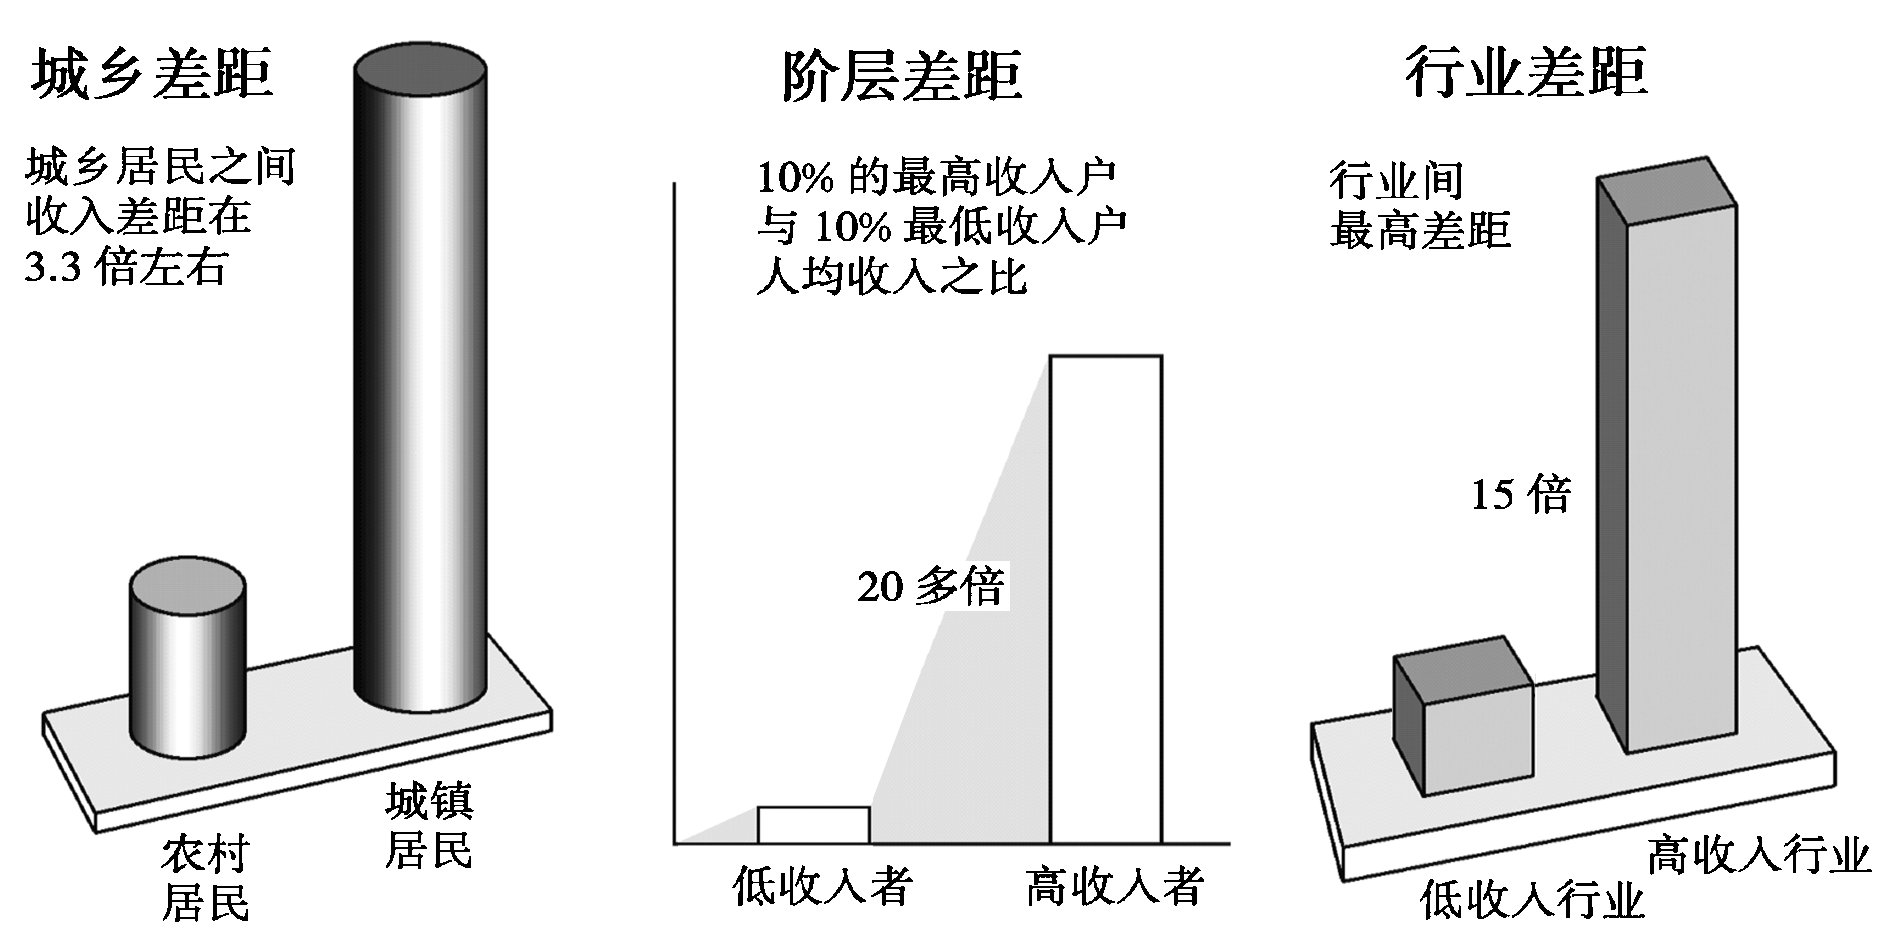 城乡差距
城乡居民之间
收入差距在
3.3 倍左右
农村
居民
城镇
居民
阶层差距
10% 的最高收入户
与 10% 最低收入户
人均收入之比
20 多倍
低收入者
高收入者
行业差距
行业间
最高差距
15 倍
低收入行业
高收入行业